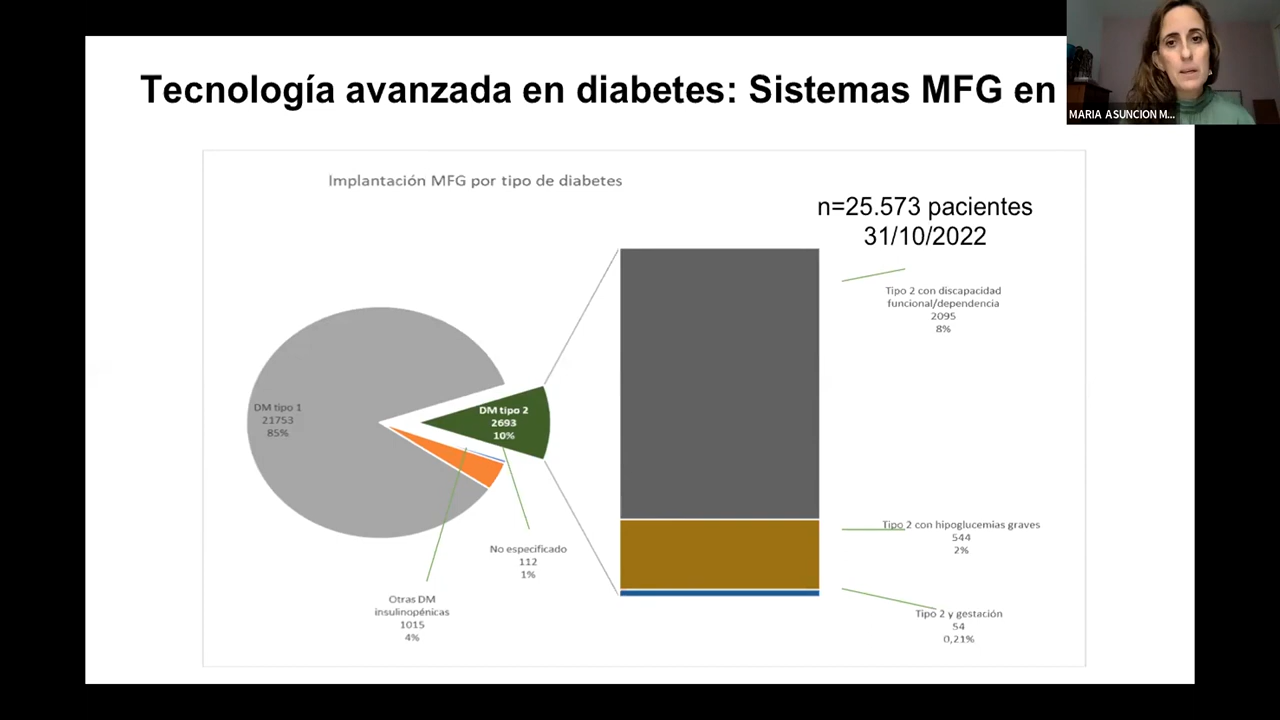 Tecnología avanzada en diabetes: Sistemas MFG en
MARIA ASUNCION M...
Implantación MFG por tipo de diabetes
n=25.573 pacientes
31/10/2022
Tipo 2 con discapacidad
funcional/dependencia
2095
8%
DM tipo 1
21753
85%
DM tipo 2
2693
10%
No especificado
112
1%
Otras DM
insulinopénicas
1015
4%
Tipo 2 con hipoglucemias graves
544
2%
Tipo 2 y gestación
54
0,21%